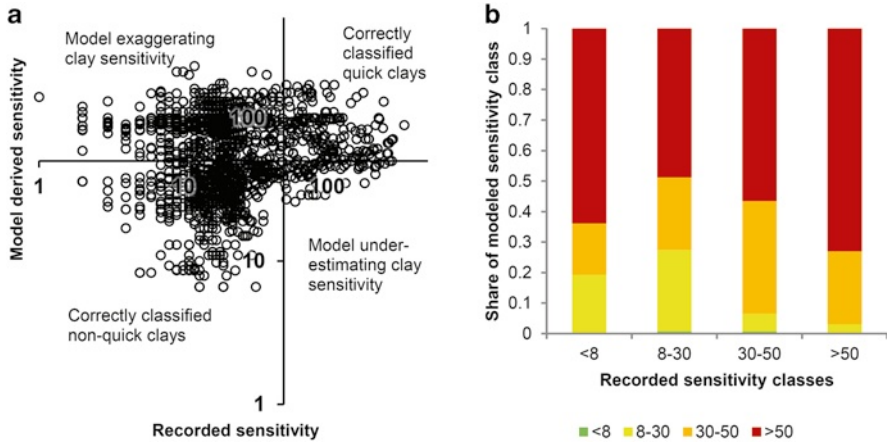 a
Model exaggerating
clay sensitivity
Correctly
classified
quick clays
Model derived sensitivity
100
1
10
100
10
Model under-
estimating clay
sensitivity
Correctly classified
non-quick clays
1
Recorded sensitivity
b
Share of modeled sensitivity
class
1
0.9
0.8
0.7
0.6
0.5
0.4
0.3
0.2
0.1
0
<8
8-30
30-50
>50
Recorded sensitivity classes
<8
8-30
30-50
>50